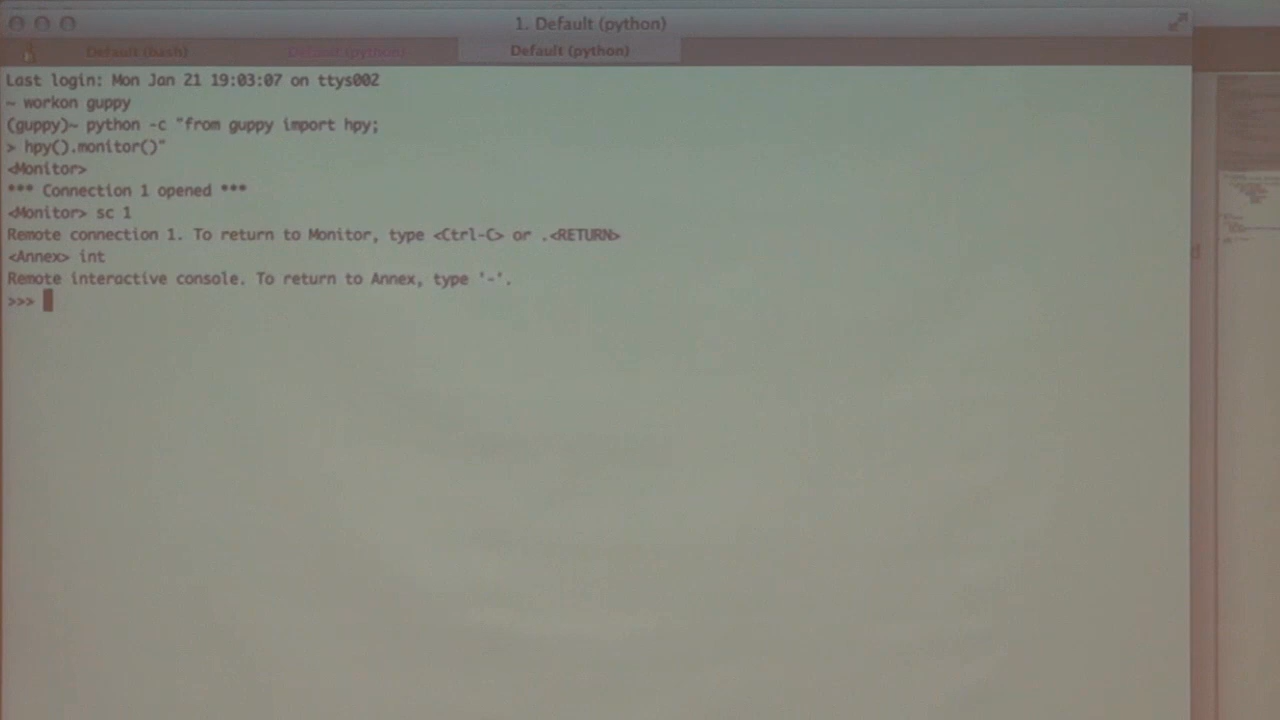 1. Default (python)
Default (bash)
Default (python)
Default (python)
Last login: Mon Jan 21 19:03:07 on ttys002
~ workon guppy
(guppy)~ python -c "from guppy import hpy;
> hpy().monitor()"
<Monitor>
*** Connection 1 opened ***
<Monitor> sc 1
Remote connection 1. To return to Monitor, type <Ctrl-C> or .<RETURN>
<Annex> int
Remote interactive console. To return to Annex, type '-'.
>>>